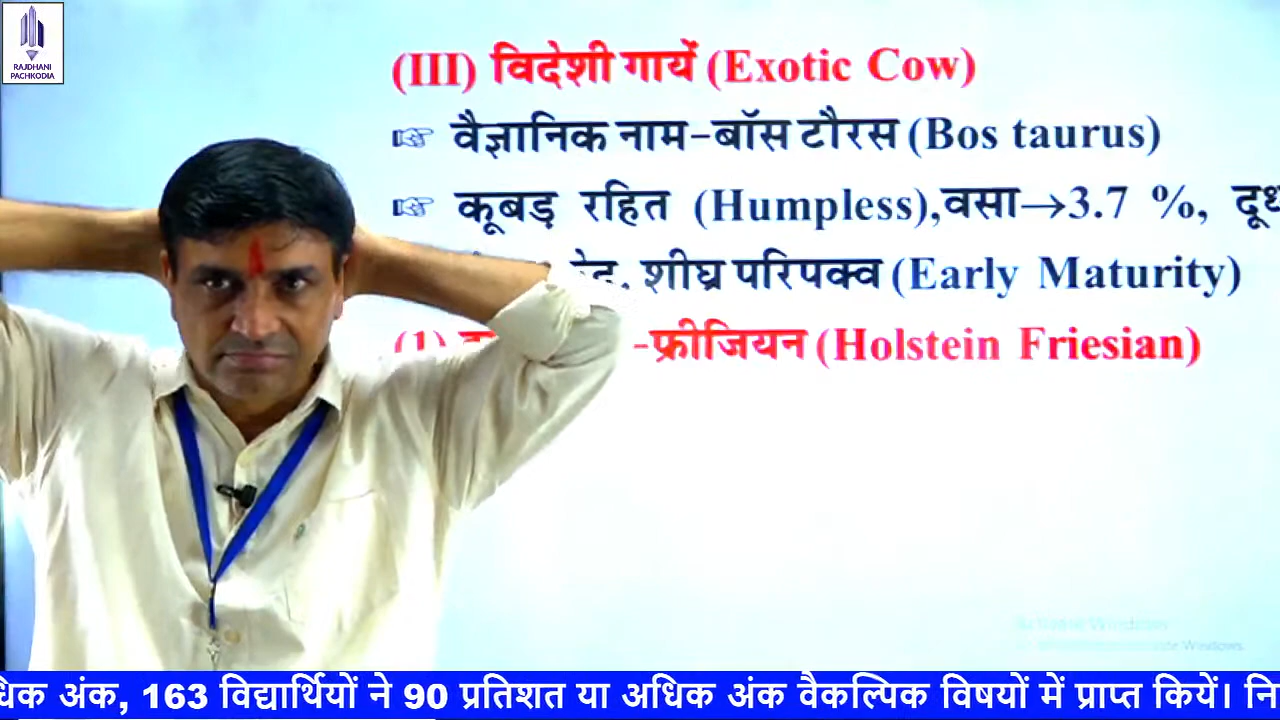 RAJDHANI
PACHKODIA
(III) विदेशी गायें (Exotic Cow)
☞ वैज्ञानिक नाम-बॉस टौरस (Bos taurus)
☞ कूबड़ रहित (Humpless),वसा→3.7 %,
शीघ्र परिपक्व (Early Maturity)
(1) -फ्रीजियन (Holstein Friesian)
अंक, 163 विद्यार्थियों ने 90 प्रतिशत या अधिक अंक वैकल्पिक विषयों में प्राप्त कियें।